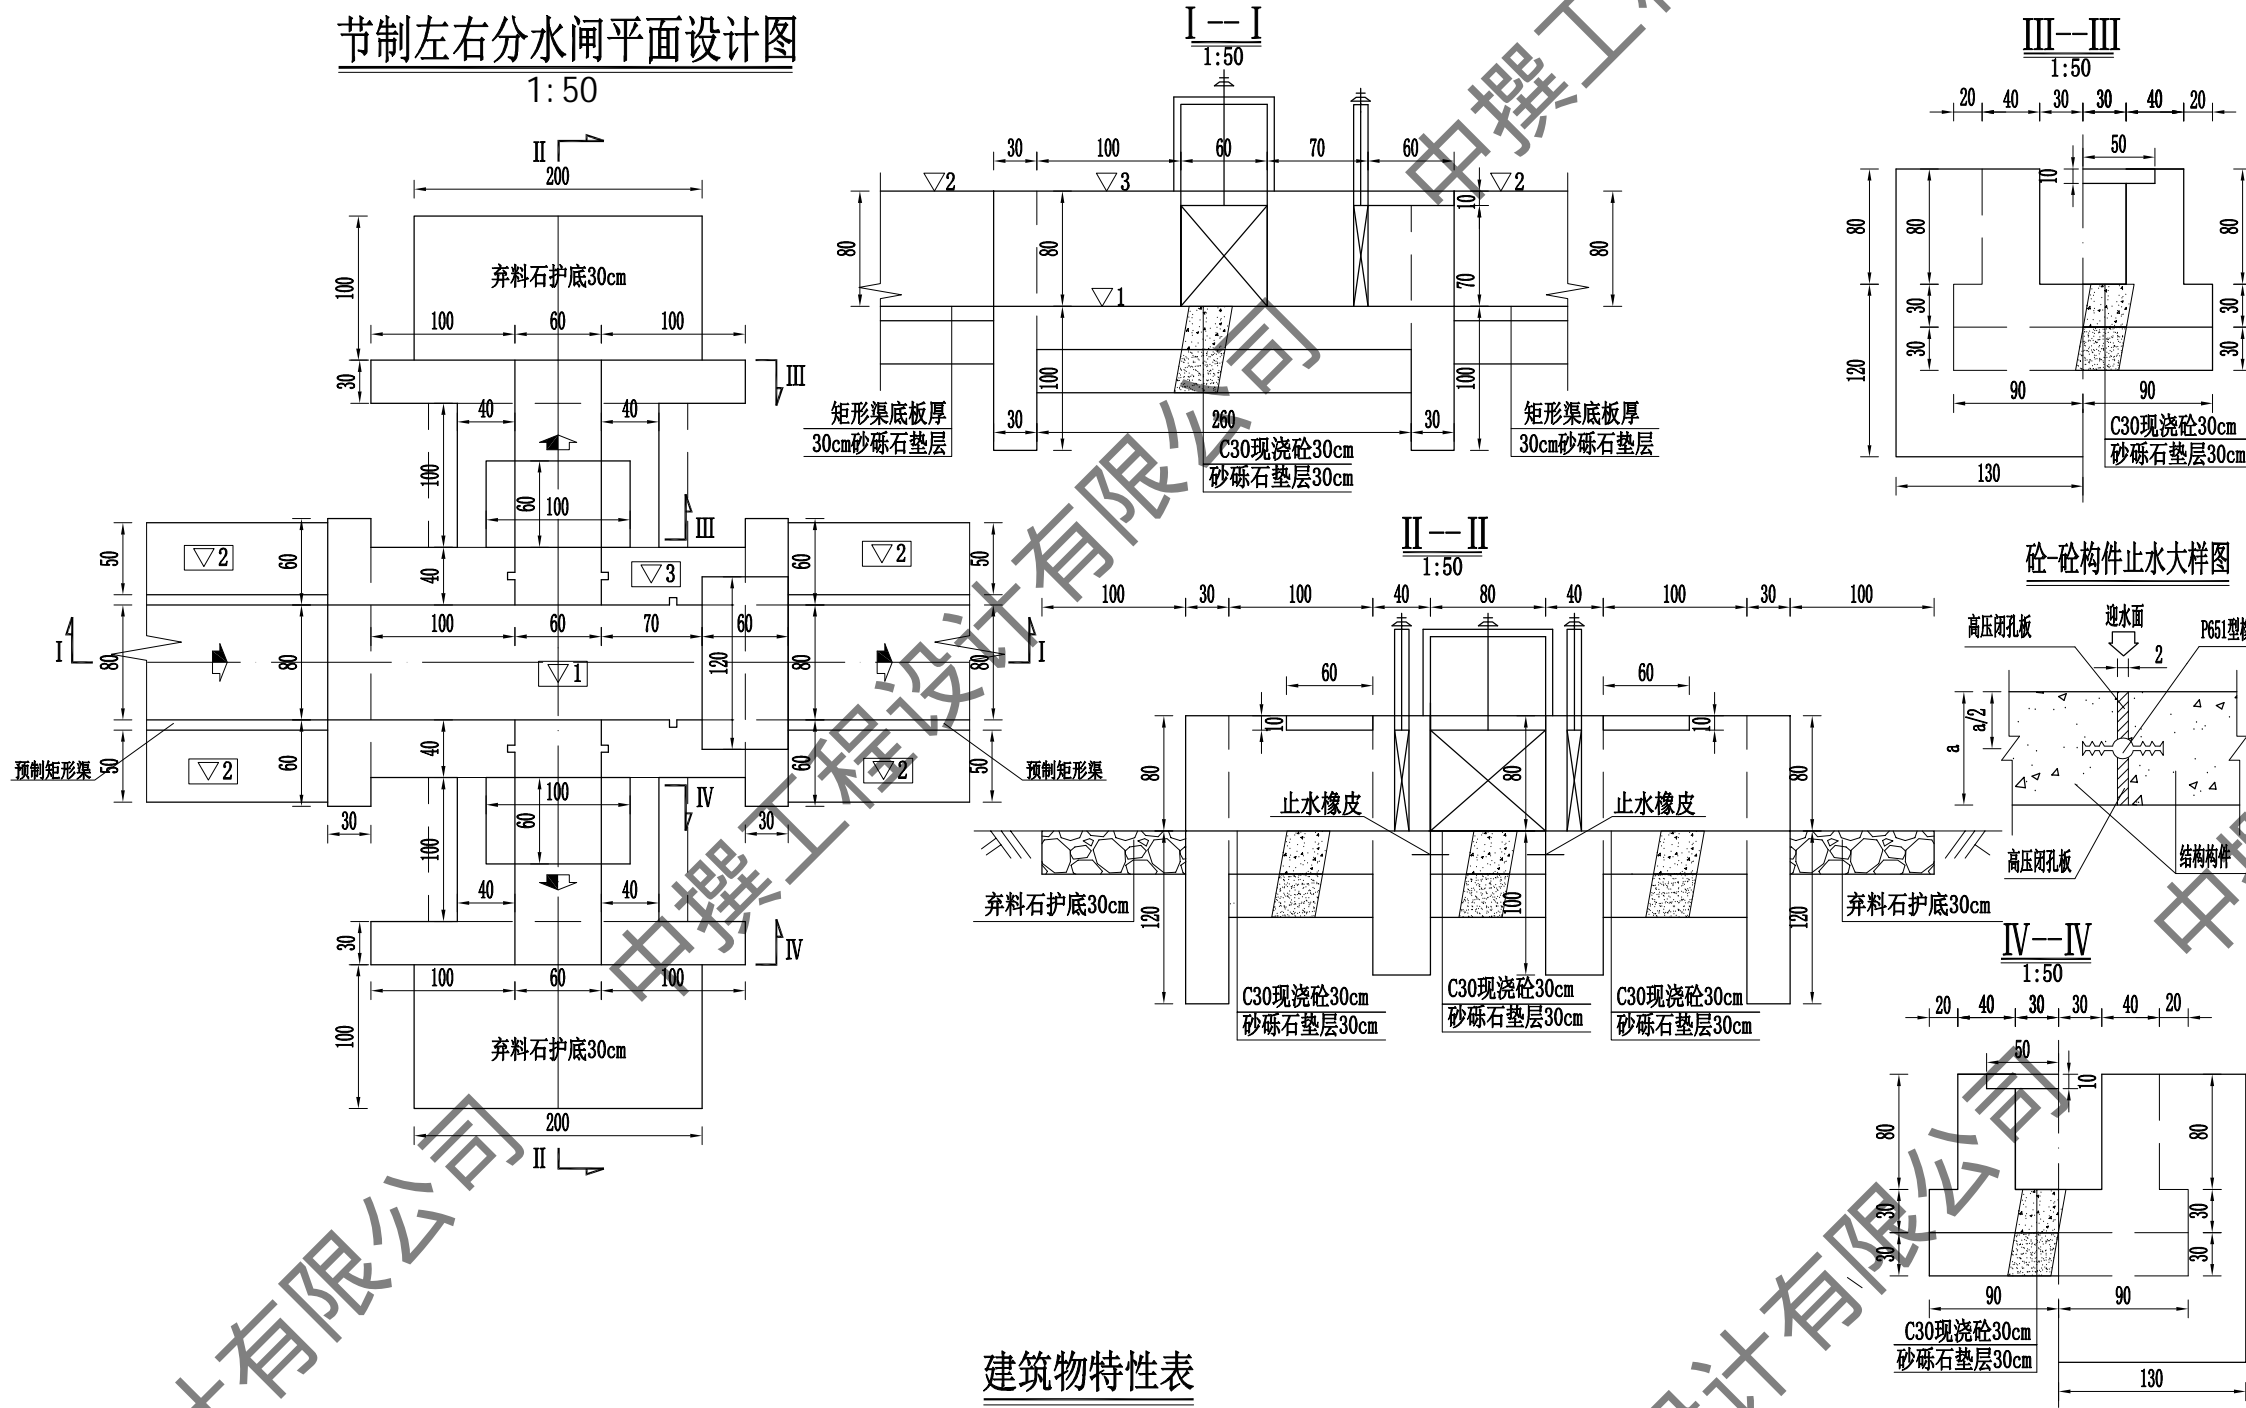 节制左右分水闸平面设计图
1:50
II
200
弃料石护底30cm
100
100 60 100
30
III
40 40
100
60
100
III
50 60 ▽2 40 ▽3 60 ▽2 50
I 80 100 60 70 60 I
80 80 80
120
▽1
50 60 ▽2 40 60 ▽2 50
预制矩形渠
预制矩形渠
30 100 60 IV 30
100
40 40
30
IV
100 60 100
100
弃料石护底30cm
200
II
I--I
1:50
30 100 60 70 60
▽2 ▽3 ▽2
80 80 10 80
▽1 70
100 100
矩形渠底板厚
30cm砂砾石垫层
30 260 30
C30现浇砼30cm
砂砾石垫层30cm
矩形渠底板厚
30cm砂砾石垫层
II--II
1:50
100 30 100 40 80 40 100 30 100
60 60
10 10
80 80 80
止水橡皮 止水橡皮
弃料石护底30cm
120 100 120
弃料石护底30cm
C30现浇砼30cm
砂砾石垫层30cm
C30现浇砼30cm
砂砾石垫层30cm
C30现浇砼30cm
砂砾石垫层30cm
III--III
1:50
20 40 30 30 40 20
50
10
80 80 80
30 30
120 30 30
90 90
C30现浇砼30cm
砂砾石垫层30cm
130
砼-砼构件止水大样图
高压闭孔板
迎水面
P651型
2
a a/2
高压闭孔板
结构构件
IV--IV
1:50
20 40 30 30 40 20
50
10
80 80
30 30
30 30
90 90
C30现浇砼30cm
砂砾石垫层30cm
130
建筑物特性表
中撰工程设计有限公司
中撰工程
计有限公司
设计有限公司
中撰